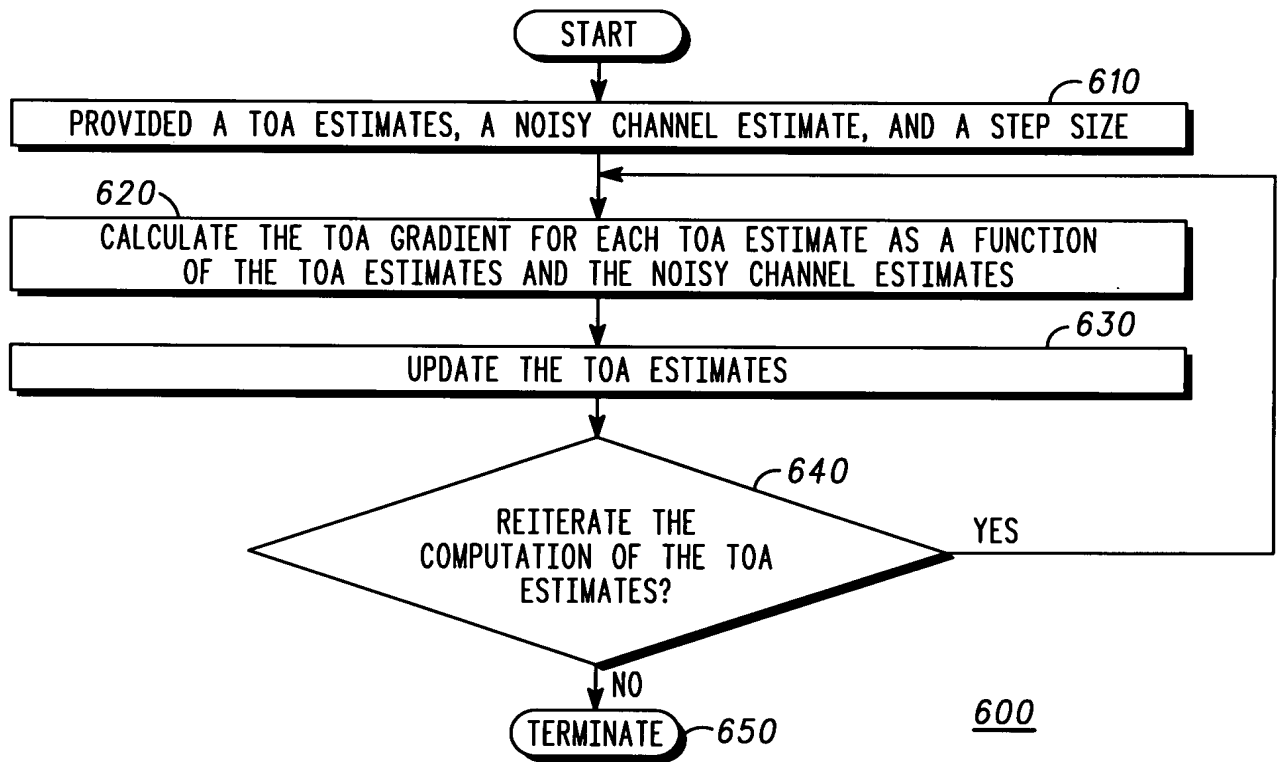 START
610
PROVIDED A TOA ESTIMATES, A NOISY CHANNEL ESTIMATE, AND A STEP SIZE
620
CALCULATE THE TOA GRADIENT FOR EACH TOA ESTIMATE AS A FUNCTION
OF THE TOA ESTIMATES AND THE NOISY CHANNEL ESTIMATES
630
UPDATE THE TOA ESTIMATES
640
REITERATE THE
COMPUTATION OF THE TOA
ESTIMATES?
YES
NO
TERMINATE
650
600